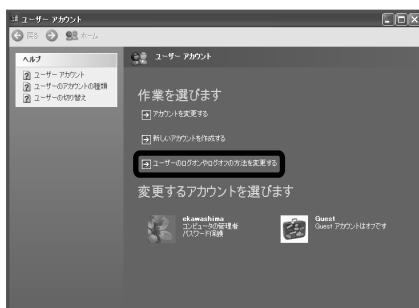 ユーザー アカウント
戻る
ホーム
ヘルプ
ユーザー アカウント
ユーザーのアカウントの種類
ユーザーの切り替え
ユーザー アカウント
作業を選びます
アカウントを変更する
新しいアカウントを作成する
ユーザーのログオンやログオフの方法を変更する
変更するアカウントを選びます
ekawashima
コンピュータの管理者
パスワード保護
Guest
Guest アカウントはオフです